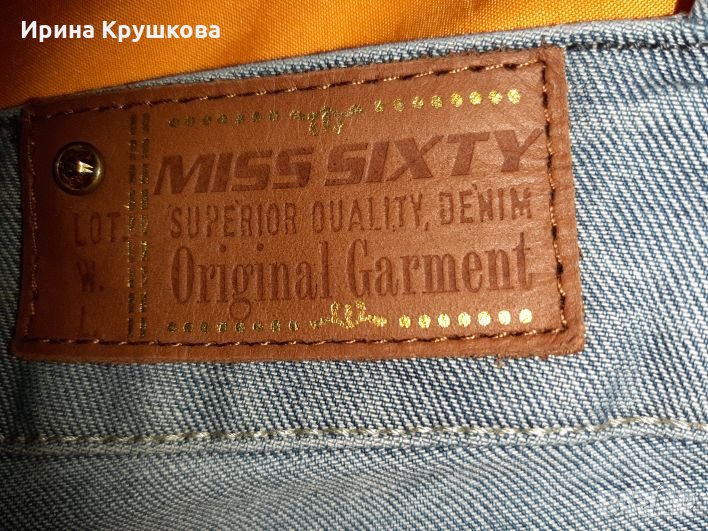 Ирина Крушкова
MISS SIXTY
LOT. SUPERIOR QUALITY, DENIM
W. Original Garment